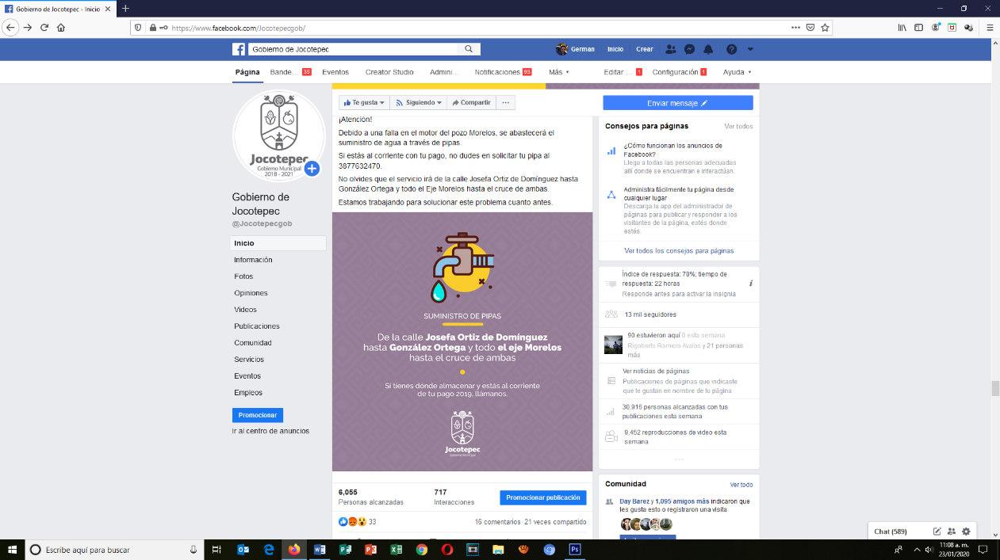 Gobierno de Jocotepec - Inicio
https://www.facebook.com/Jocotepecgob/
Gobierno de Jocotepec
German
Inicio
Crear
Página
Bande... 35
Eventos
Creator Studio
Admini...
Notificaciones 93
Más
Editar ... 1
Configuración 1
Ayuda
Jocotepec
Gobierno Municipal
2018 - 2021
Gobierno de
Jocotepec
@Jocotepecgob
Inicio
Información
Fotos
Opiniones
Videos
Publicaciones
Comunidad
Servicios
Eventos
Empleos
Promocionar
Ir al centro de anuncios
Te gusta
Siguiendo
Compartir
Enviar mensaje
¡Atención!
Debido a una falla en el motor del pozo Morelos, se abastecerá el
suministro de agua a través de pipas.
Si estás al corriente con tu pago, no dudes en solicitar tu pipa al
3877632470.
No olvides que el servicio irá de la calle Josefa Ortiz de Domínguez hasta
González Ortega y todo el Eje Morelos hasta el cruce de ambas.
Estamos trabajando para solucionar este problema cuanto antes.
SUMINISTRO DE PIPAS
De la calle Josefa Ortiz de Domínguez
hasta González Ortega y todo el eje Morelos
hasta el cruce de ambas
Si tienes dónde almacenar y estás al corriente
de tu pago 2019, llámanos.
Jocotepec
Gobierno Municipal
6,055
Personas alcanzadas
717
Interacciones
Promocionar publicación
33
16 comentarios 21 veces compartido
Consejos para páginas
Ver todos
¿Cómo funcionan los anuncios de
Facebook?
Llega a todas las personas adecuadas
allí donde se encuentran e interactúan.
Administra fácilmente tu página desde
cualquier lugar
Descarga la app del administrador de
páginas para publicar y responder a los
visitantes de la página, estés donde
estés.
Ver todos los consejos para páginas
Índice de respuesta: 78%; tiempo de
respuesta: 22 horas
Responde antes para activar la insignia
13 mil seguidores
90 estuvieron aquí 0 esta semana
Rigoberto Romero Avalos y 21 personas
más
Ver noticias de páginas
Publicaciones de páginas que indicaste
que te gustan en nombre de tu página
30,916 personas alcanzadas con tus
publicaciones esta semana
9,452 reproducciones de video esta
semana
Comunidad
Ver todo
Day Barez y 1,095 amigos más indicaron que
les gusta esto o registraron una visita
Chat (589)
Escribe aquí para buscar
11:08 a. m.
23/01/2020